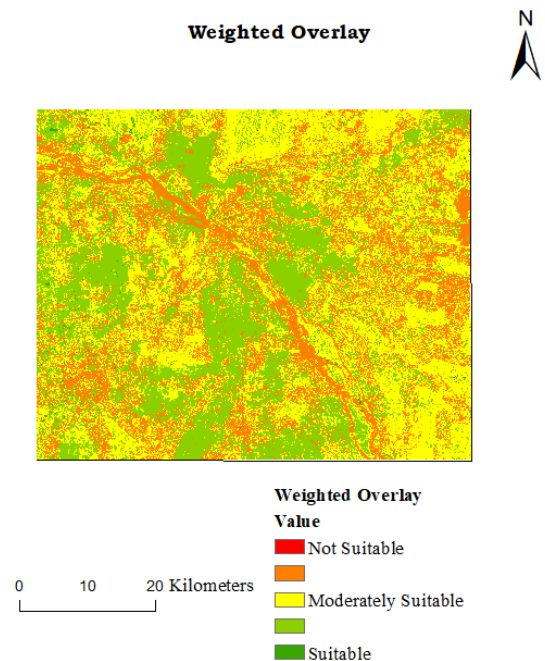 Weighted Overlay
N
Weighted Overlay
Value
Not Suitable
Moderately Suitable
Suitable
0 10 20 Kilometers